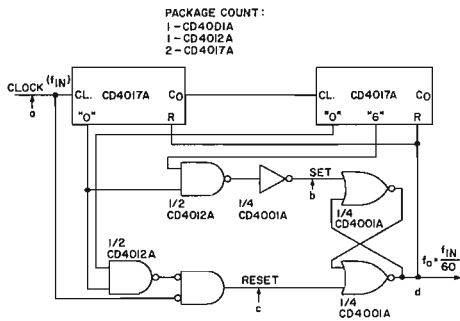 PACKAGE COUNT:
1-CD4001A
1-CD4012A
2-CD4017A
CLOCK (fIN)
a
CL. CD4017A CO
"0" R
CL. CD4017A CO
"0" "6" R
1/2
CD4012A
1/4
CD4001A
SET
b
1/4
CD4001A
1/2
CD4012A
RESET
c
1/4
CD4001A
d
fo = fIN/60